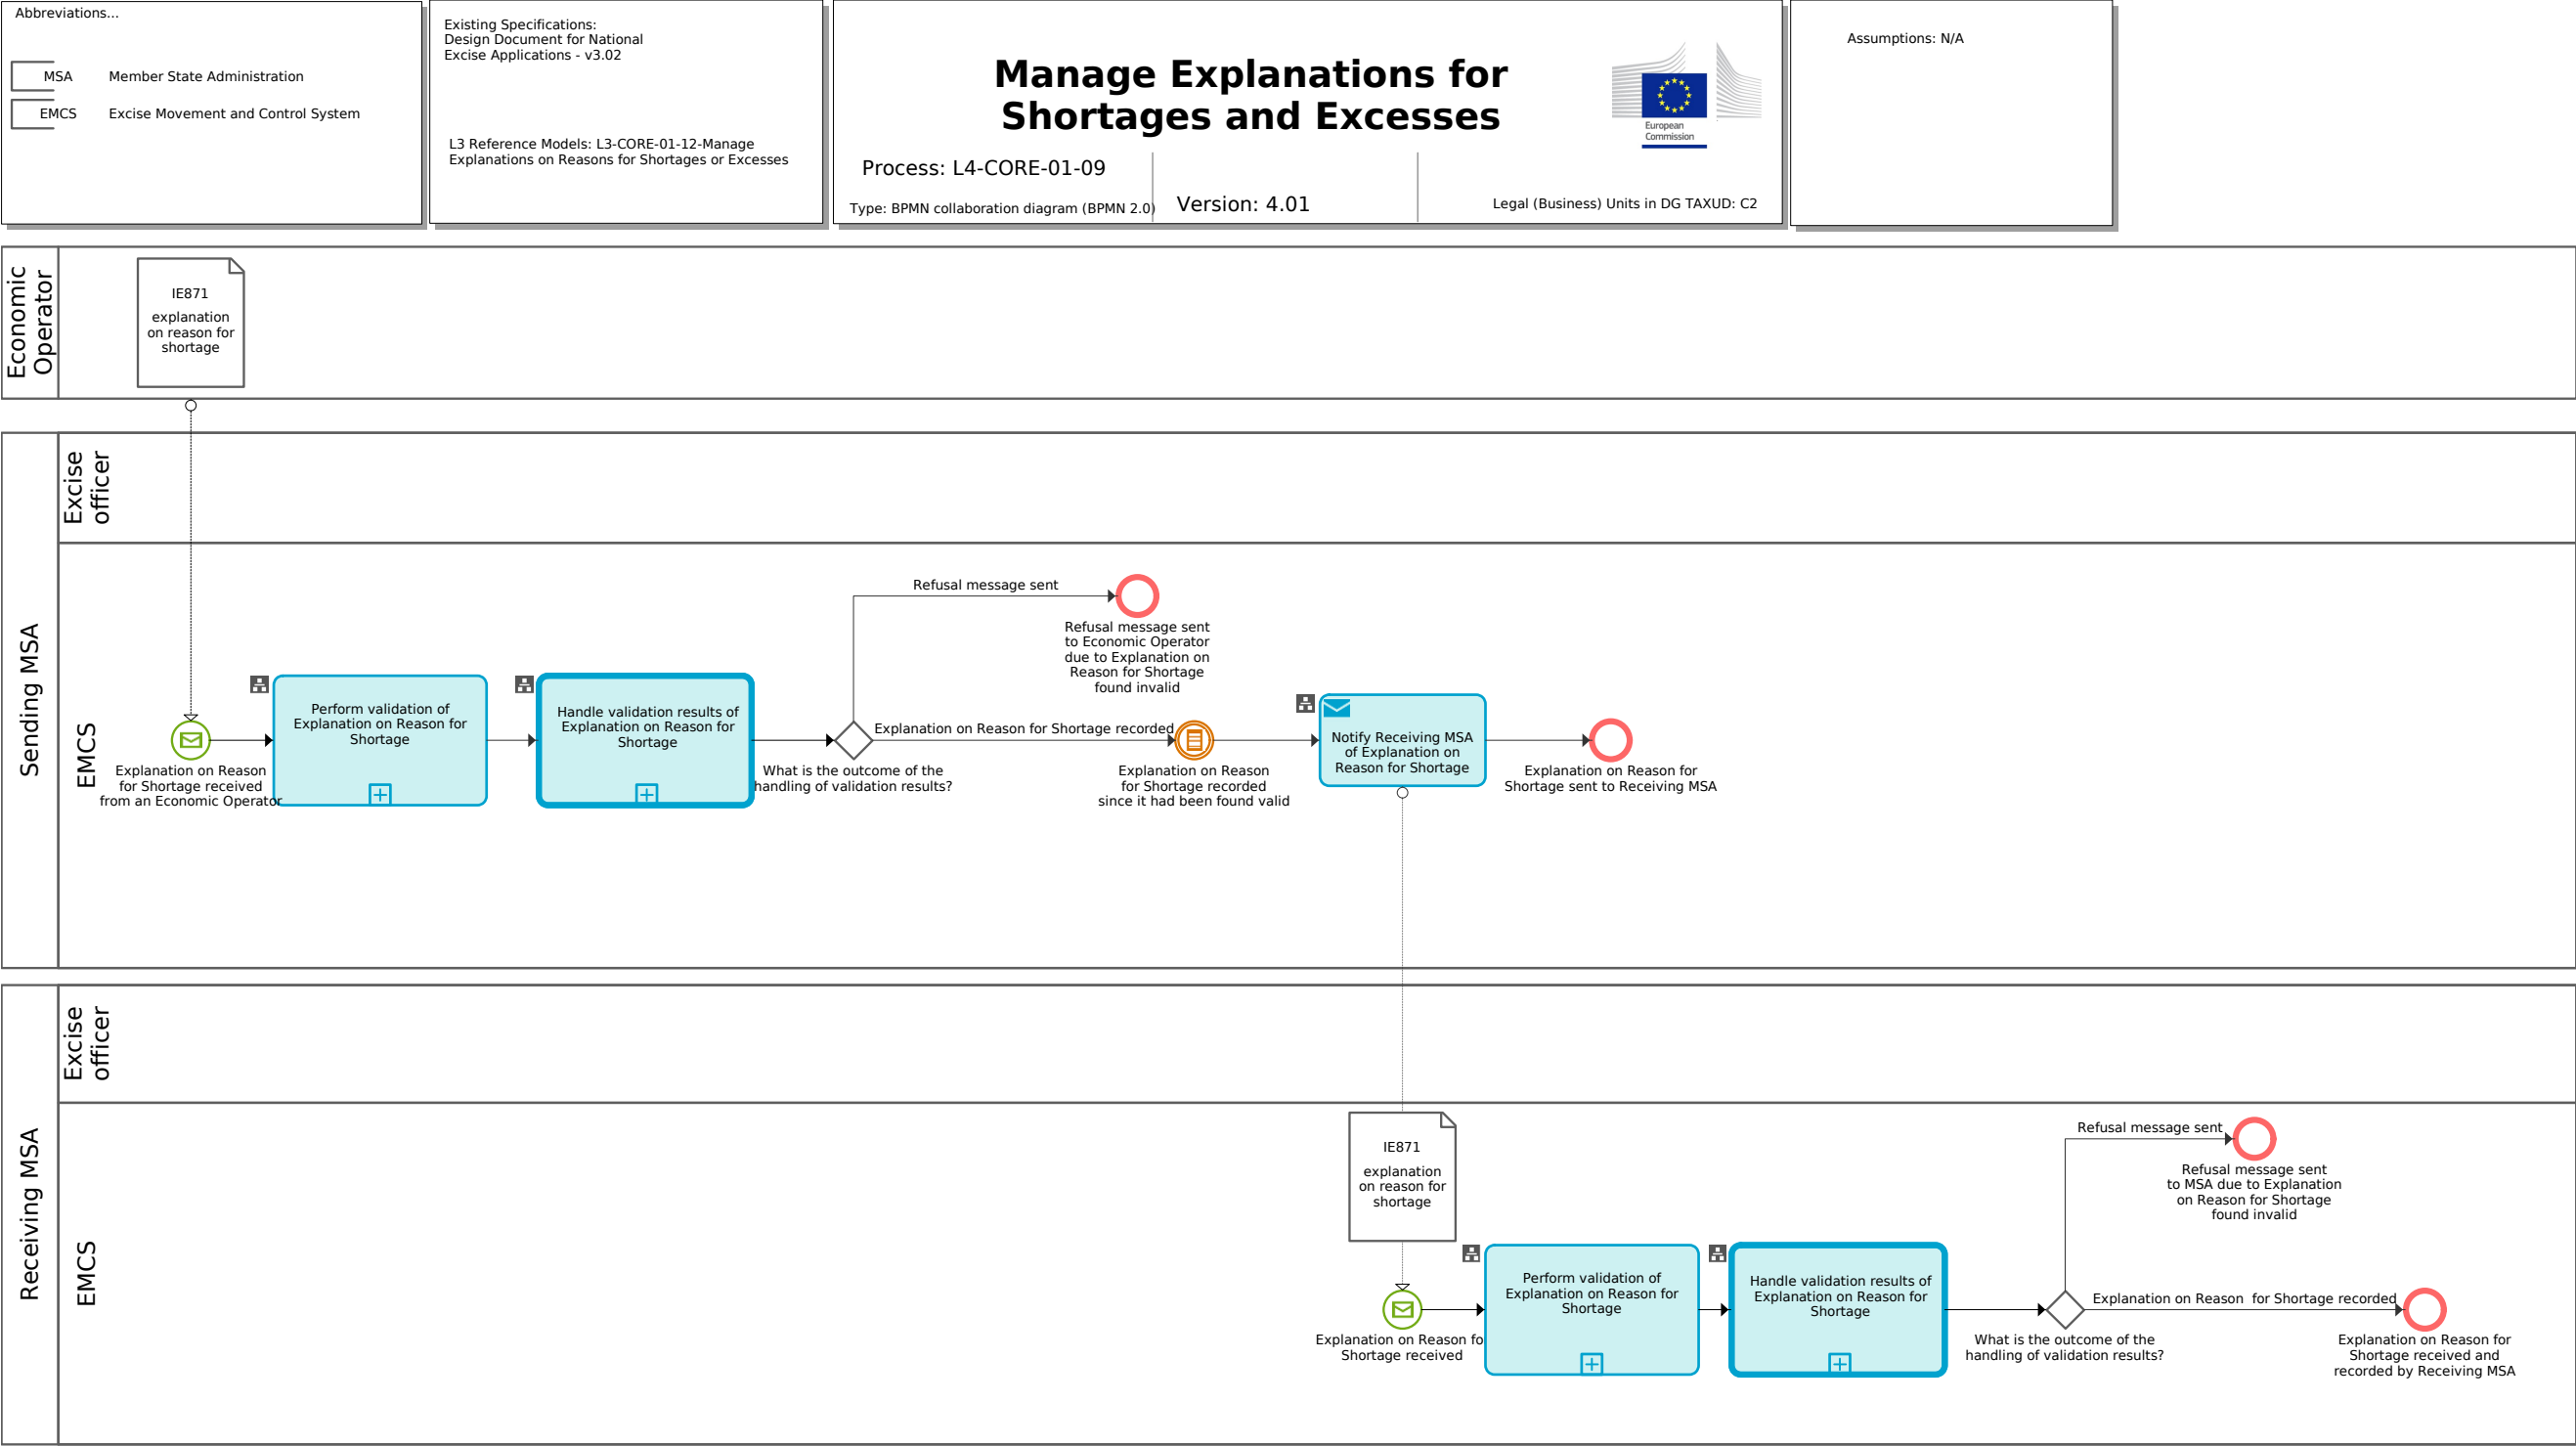 Abbreviations...
MSA
Member State Administration
EMCS
Excise Movement and Control System
Existing Specifications:
Design Document for National
Excise Applications - v3.02
L3 Reference Models: L3-CORE-01-12-Manage
Explanations on Reasons for Shortages or Excesses
Manage Explanations for
Shortages and Excesses
Process: L4-CORE-01-09
Type: BPMN collaboration diagram (BPMN 2.0)
Version: 4.01
Legal (Business) Units in DG TAXUD: C2
European
Commission
Assumptions: N/A
Economic
Operator
IE871
explanation
on reason for
shortage
Sending MSA
Excise
officer
EMCS
Explanation on Reason
for Shortage received
from an Economic Operator
Perform validation of
Explanation on Reason for
Shortage
Handle validation results of
Explanation on Reason for
Shortage
What is the outcome of the
handling of validation results?
Refusal message sent
Refusal message sent
to Economic Operator
due to Explanation on
Reason for Shortage
found invalid
Explanation on Reason for Shortage recorded
Explanation on Reason
for Shortage recorded
since it had been found valid
Notify Receiving MSA
of Explanation on
Reason for Shortage
Explanation on Reason for
Shortage sent to Receiving MSA
Receiving MSA
Excise
officer
EMCS
IE871
explanation
on reason for
shortage
Explanation on Reason fo
Shortage received
Perform validation of
Explanation on Reason for
Shortage
Handle validation results of
Explanation on Reason for
Shortage
What is the outcome of the
handling of validation results?
Refusal message sent
Refusal message sent
to MSA due to Explanation
on Reason for Shortage
found invalid
Explanation on Reason  for Shortage recorded
Explanation on Reason for
Shortage received and
recorded by Receiving MSA